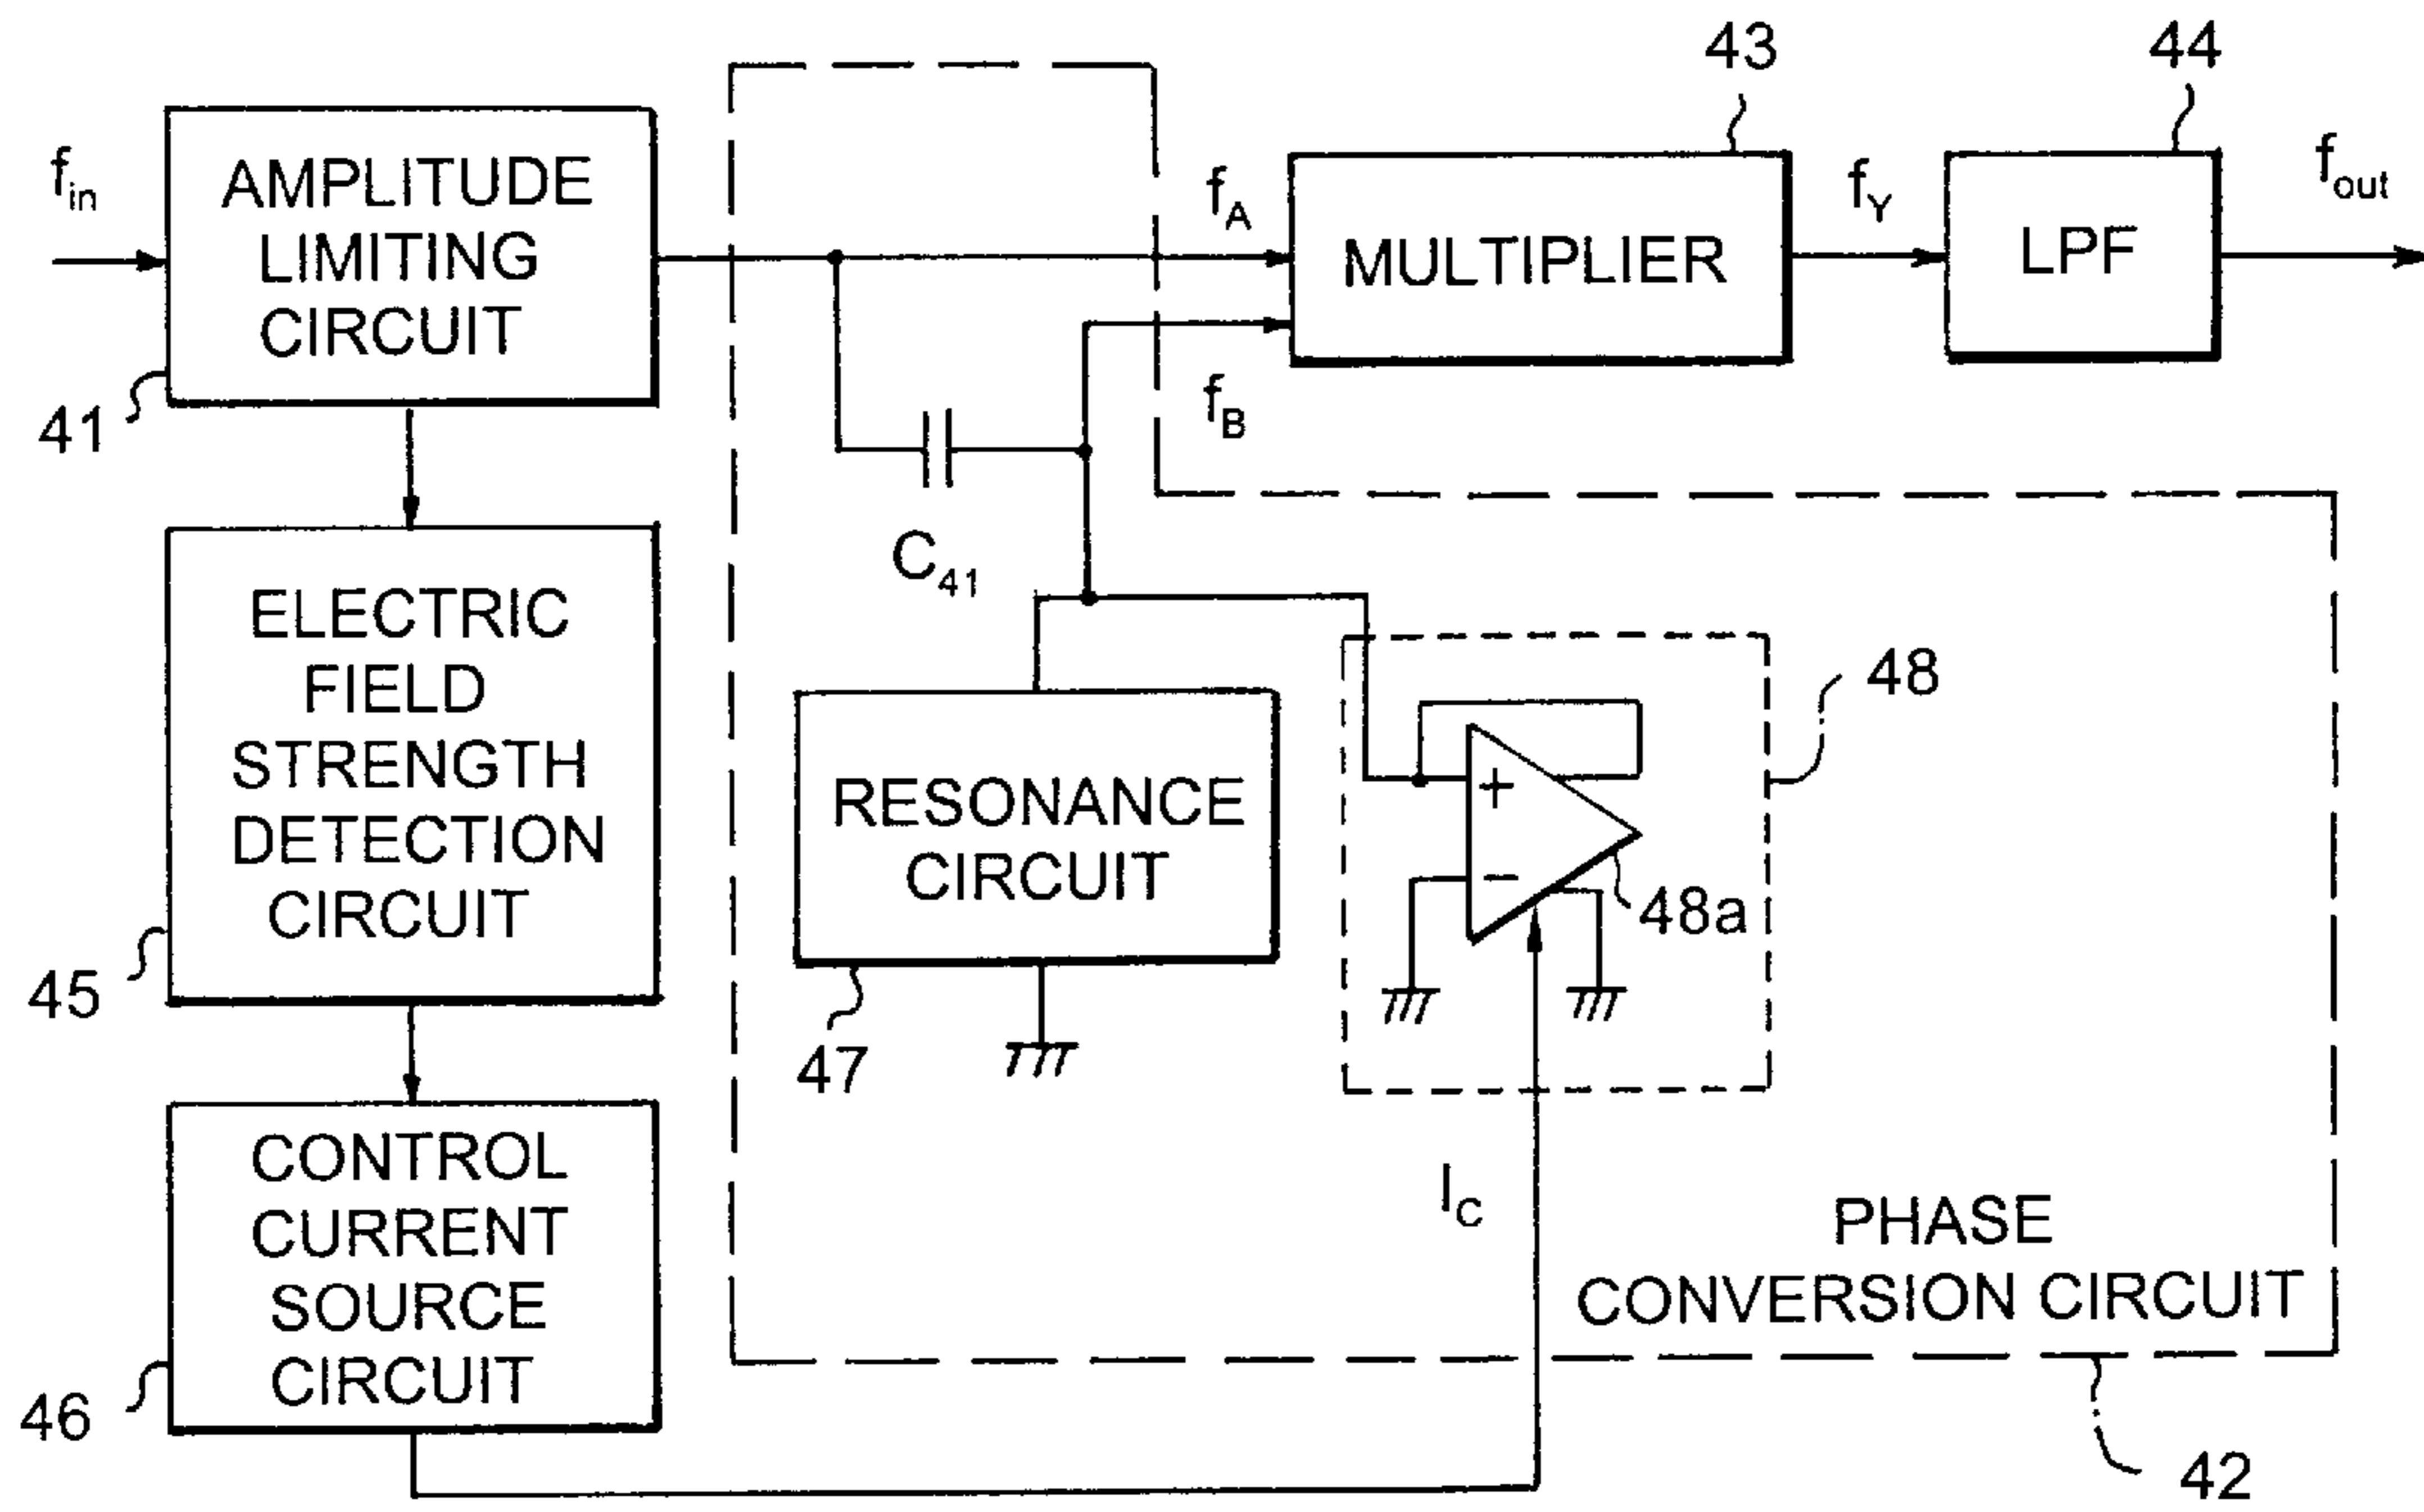 43
44
f_in
AMPLITUDE
LIMITING
CIRCUIT
41
f_A
f_B
MULTIPLIER
f_Y
LPF
f_out
C_41
ELECTRIC
FIELD
STRENGTH
DETECTION
CIRCUIT
45
RESONANCE
CIRCUIT
47
+
−
48
48a
CONTROL
CURRENT
SOURCE
CIRCUIT
46
I_C
PHASE
CONVERSION CIRCUIT
42